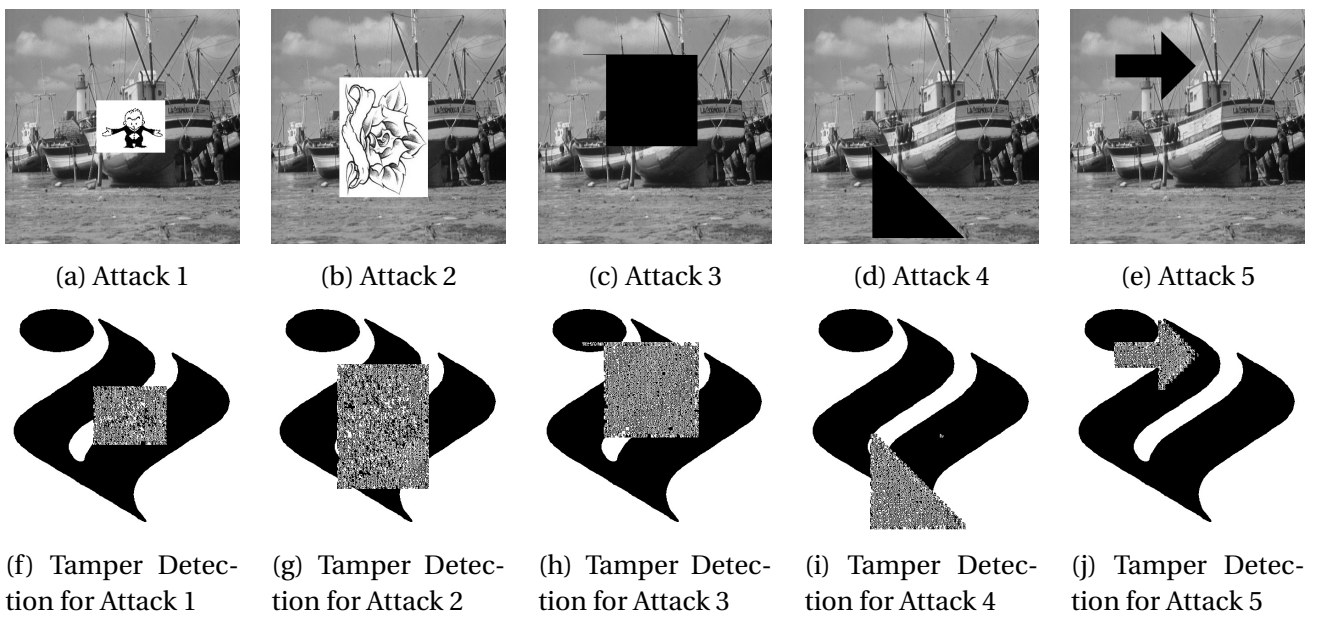 (a) Attack 1
(b) Attack 2
(c) Attack 3
(d) Attack 4
(e) Attack 5
(f) Tamper Detec-
tion for Attack 1
(g) Tamper Detec-
tion for Attack 2
(h) Tamper Detec-
tion for Attack 3
(i) Tamper Detec-
tion for Attack 4
(j) Tamper Detec-
tion for Attack 5